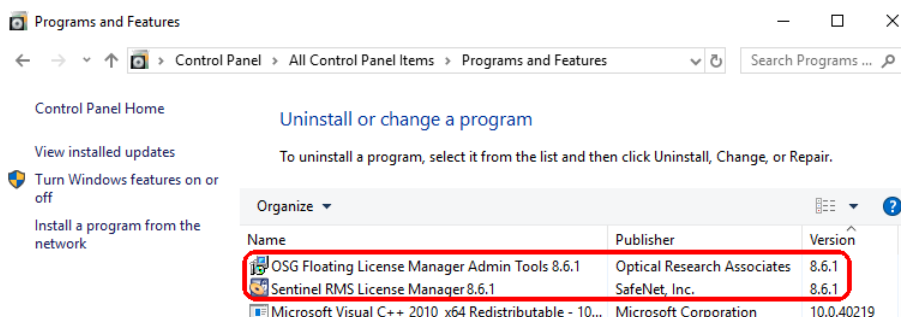 Programs and Features
Control Panel > All Control Panel Items > Programs and Features
Search Programs ...
Control Panel Home
Uninstall or change a program
View installed updates
To uninstall a program, select it from the list and then click Uninstall, Change, or Repair.
Turn Windows features on or
off
Install a program from the
network
Organize
Name Publisher Version
OSG Floating License Manager Admin Tools 8.6.1 Optical Research Associates 8.6.1
Sentinel RMS License Manager 8.6.1 SafeNet, Inc. 8.6.1
Microsoft Visual C++ 2010 x64 Redistributable - 10... Microsoft Corporation 10.0.40219